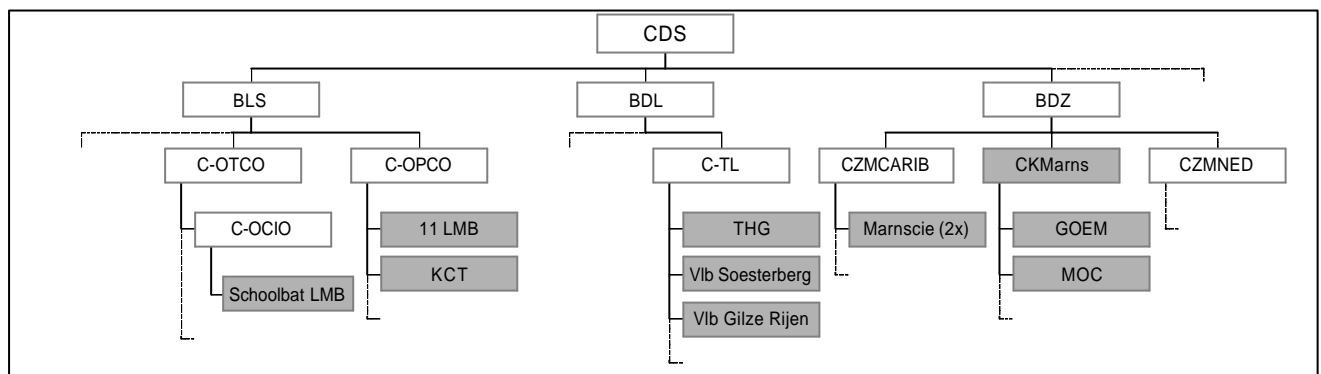 CDS
BLS
BDL
BDZ
C-OTCO
C-OPCO
C-TL
CZMCARIB
CKMarns
CZMNED
C-OCIO
11 LMB
THG
Marnscie (2x)
GOEM
Schoolbat LMB
KCT
Vlb Soesterberg
MOC
Vlb Gilze Rijen